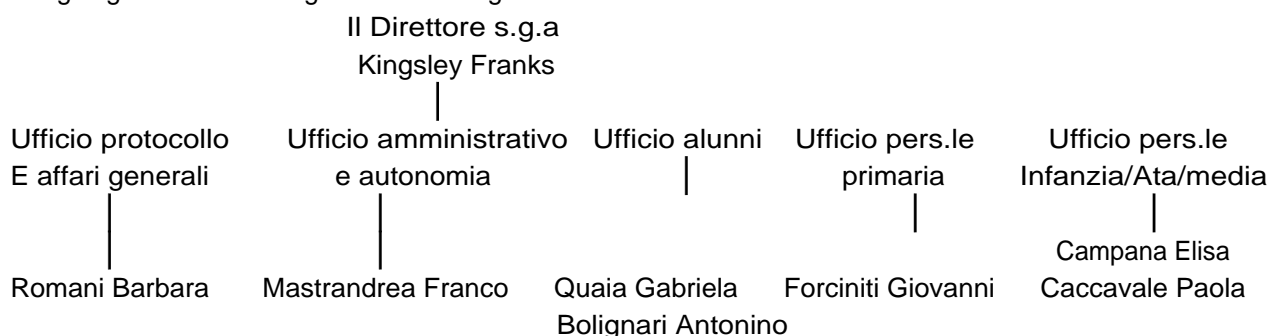 Il Direttore s.g.a
Kingsley Franks
Ufficio protocollo Ufficio amministrativo Ufficio alunni Ufficio pers.le Ufficio pers.le
E affari generali e autonomia primaria Infanzia/Ata/media
Campana Elisa
Romani Barbara Mastrandrea Franco Quaia Gabriela Forciniti Giovanni Caccavale Paola
Bolignari Antonino